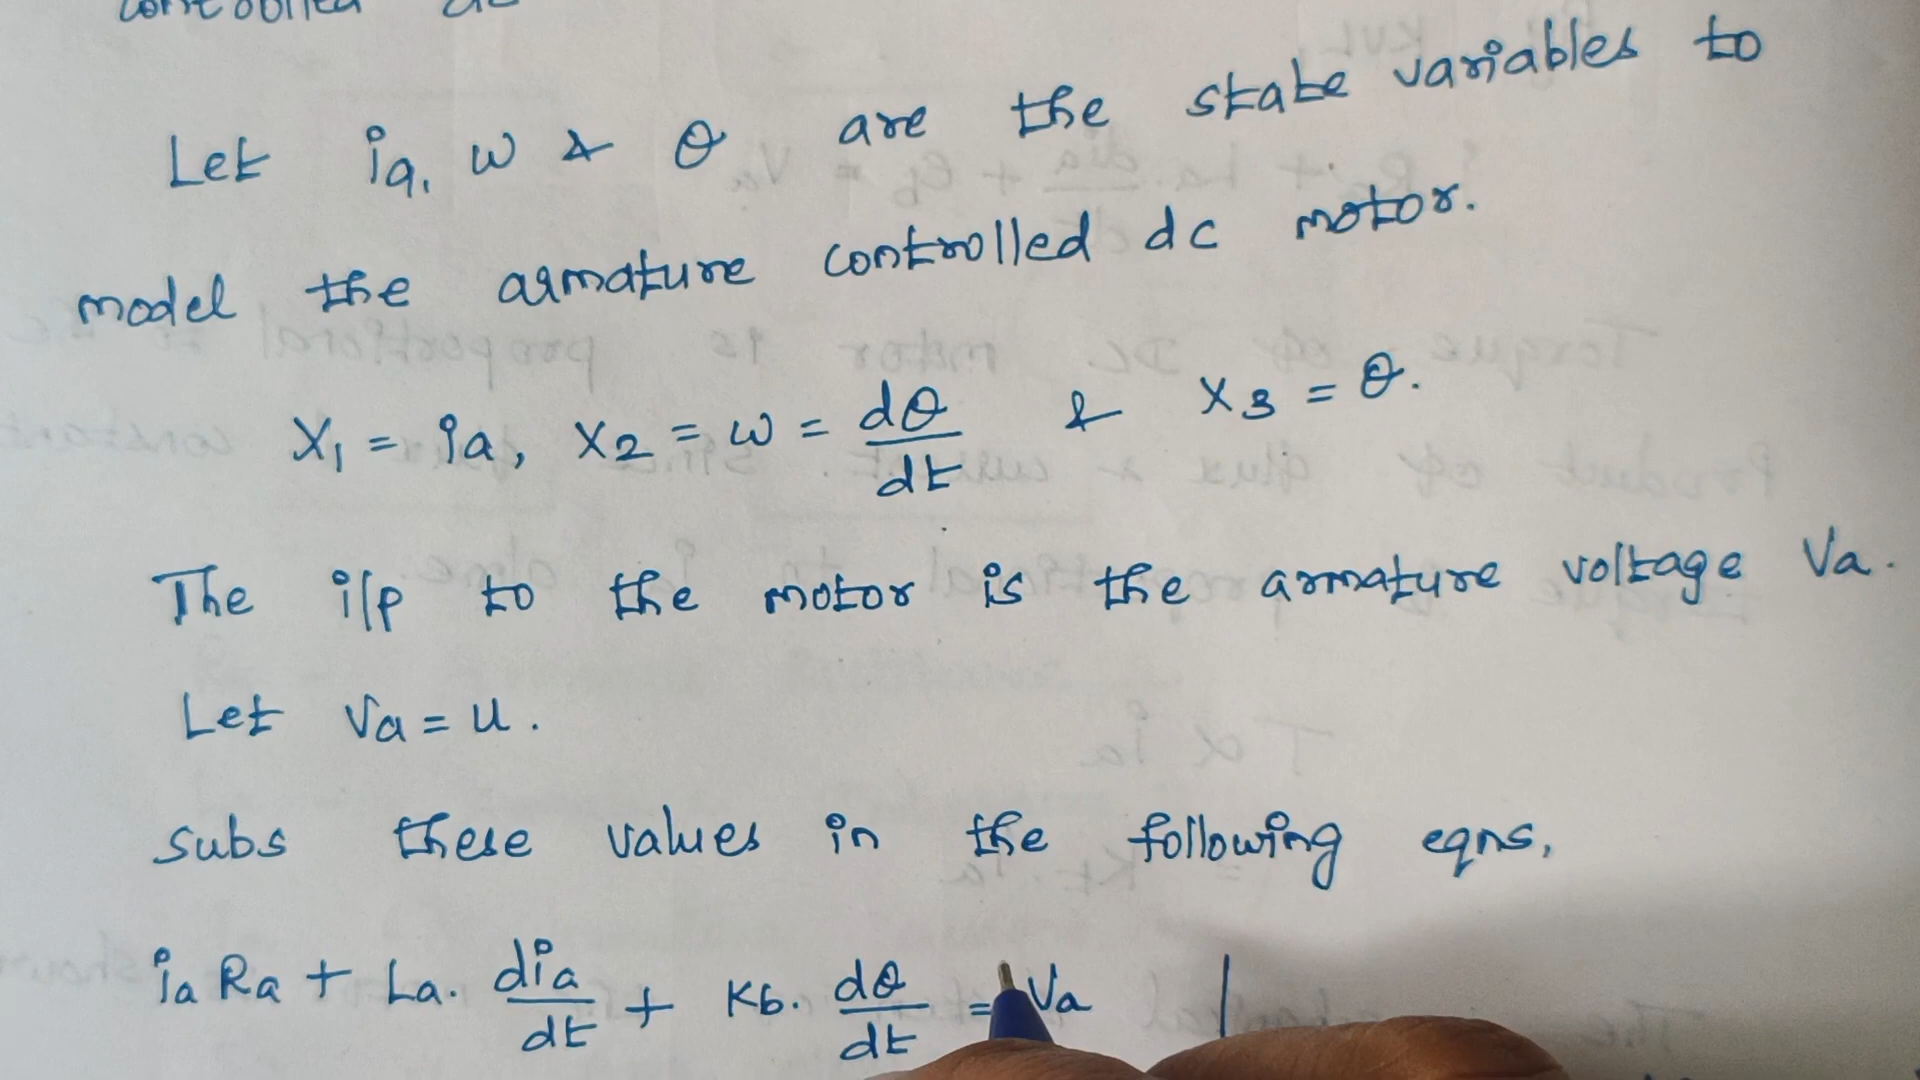 controlled dc
Let ia, ω & θ are the state variables to
model the armature controlled dc motor.
X1 = ia, X2 = ω = dθ/dt & X3 = θ.
The i/p to the motor is the armature voltage Va.
Let Va = u.
subs these values in the following eqns,
ia Ra + La. dia/dt + Kb. dθ/dt = Va